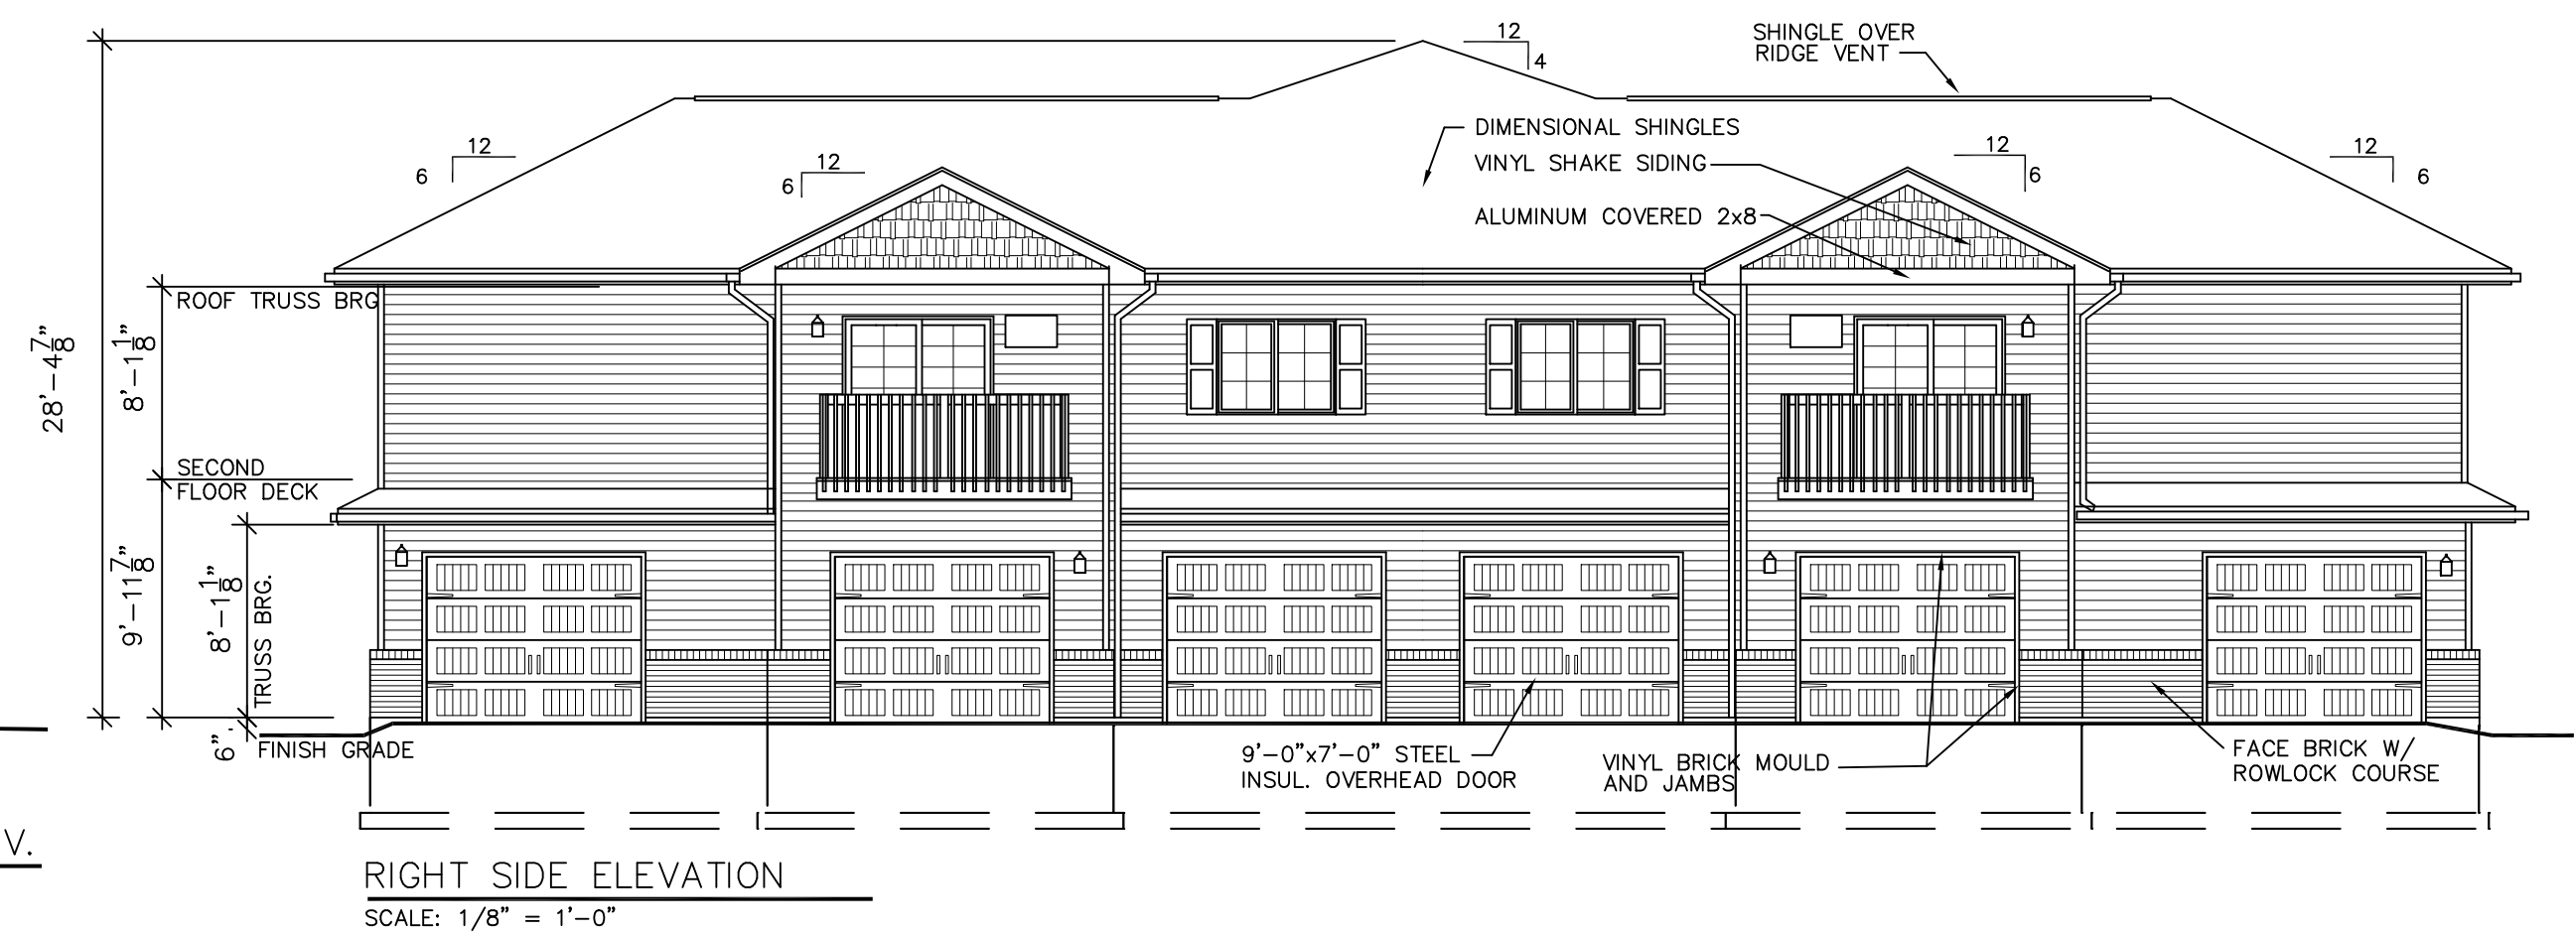 12
4
SHINGLE OVER
RIDGE VENT
DIMENSIONAL SHINGLES
VINYL SHAKE SIDING
ALUMINUM COVERED 2x8
12
6
12
6
12
6
12
6
ROOF TRUSS BRG
SECOND
FLOOR DECK
28'-4 7/8"
8'-1 1/8"
9'-11 7/8"
8'-1 1/8"
TRUSS BRG.
6"
FINISH GRADE
9'-0"x7'-0" STEEL
INSUL. OVERHEAD DOOR
VINYL BRICK MOULD
AND JAMBS
FACE BRICK W/
ROWLOCK COURSE
V.
RIGHT SIDE ELEVATION
SCALE: 1/8" = 1'-0"